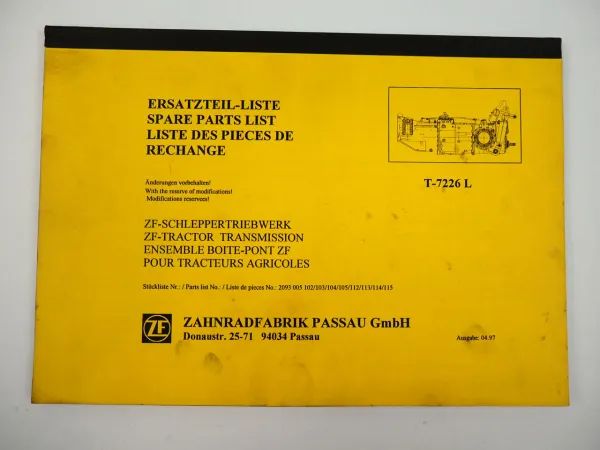 ERSATZTEIL-LISTE
SPARE PARTS LIST
LISTE DES PIECES DE
RECHANGE
T-7226 L
Änderungen vorbehalten!
With the reserve of modifications!
Modifications reservees!
ZF-SCHLEPPERTRIEBWERK
ZF-TRACTOR TRANSMISSION
ENSEMBLE BOITE-PONT ZF
POUR TRACTEURS AGRICOLES
Stückliste Nr.: / Parts list No.: / Liste de pieces No.: 2093 005 102/103/104/105/112/113/114/115
ZF
ZAHNRADFABRIK PASSAU GmbH
Donaustr. 25-71 94034 Passau
Ausgabe: 04.97